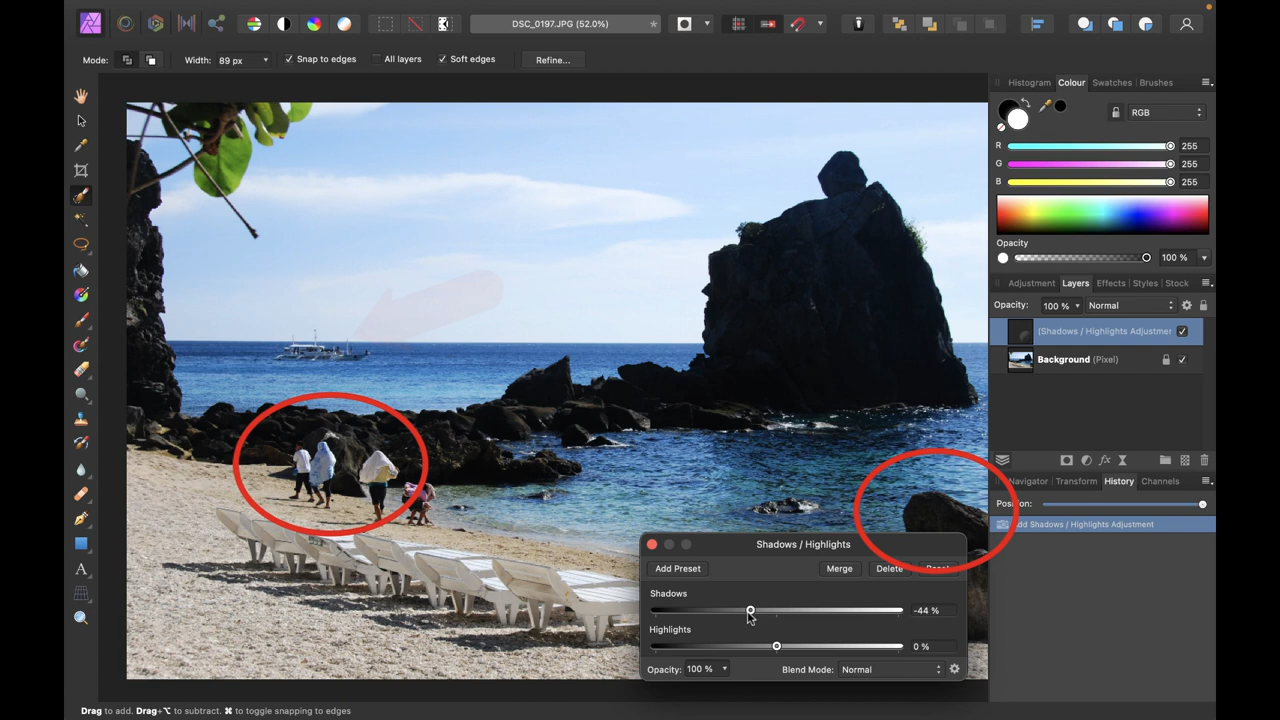 DSC_0197.JPG (52.0%)
Mode:
Width: 89 px
Snap to edges
All layers
Soft edges
Refine...
Histogram Colour Swatches Brushes
RGB
R 255
G 255
B 255
Opacity
100 %
Adjustment Layers Effects Styles Stock
Opacity: 100 % Normal
(Shadows / Highlights Adjustmer
Background (Pixel)
Navigator Transform History Channels
Position:
Add Shadows / Highlights Adjustment
Shadows / Highlights
Add Preset Merge Delete
Shadows
-44 %
Highlights
0 %
Opacity: 100 % Blend Mode: Normal
Drag to add. Drag+⌥ to subtract. ⌘ to toggle snapping to edges